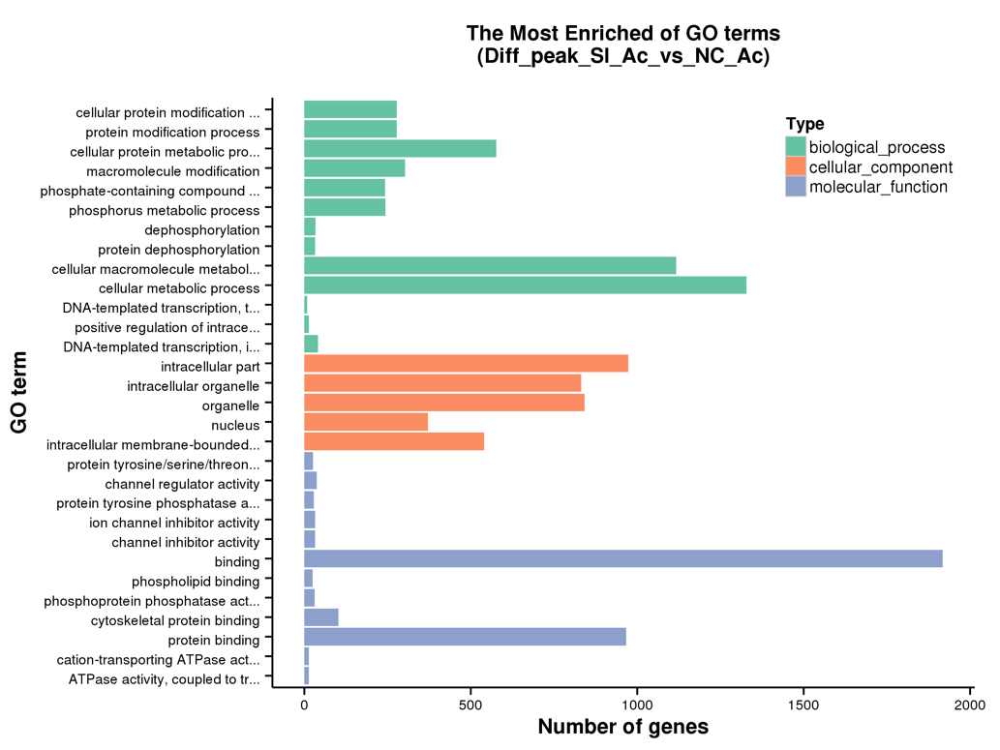 The Most Enriched of GO terms
(Diff_peak_SI_Ac_vs_NC_Ac)
cellular protein modification ...
protein modification process
cellular protein metabolic pro...
macromolecule modification
phosphate-containing compound ...
phosphorus metabolic process
dephosphorylation
protein dephosphorylation
cellular macromolecule metabol...
cellular metabolic process
DNA-templated transcription, t...
positive regulation of intrace...
DNA-templated transcription, i...
intracellular part
intracellular organelle
organelle
nucleus
intracellular membrane-bounded...
protein tyrosine/serine/threon...
channel regulator activity
protein tyrosine phosphatase a...
ion channel inhibitor activity
channel inhibitor activity
binding
phospholipid binding
phosphoprotein phosphatase act...
cytoskeletal protein binding
protein binding
cation-transporting ATPase act...
ATPase activity, coupled to tr...
GO term
Type
biological_process
cellular_component
molecular_function
0
500
1000
1500
2000
Number of genes